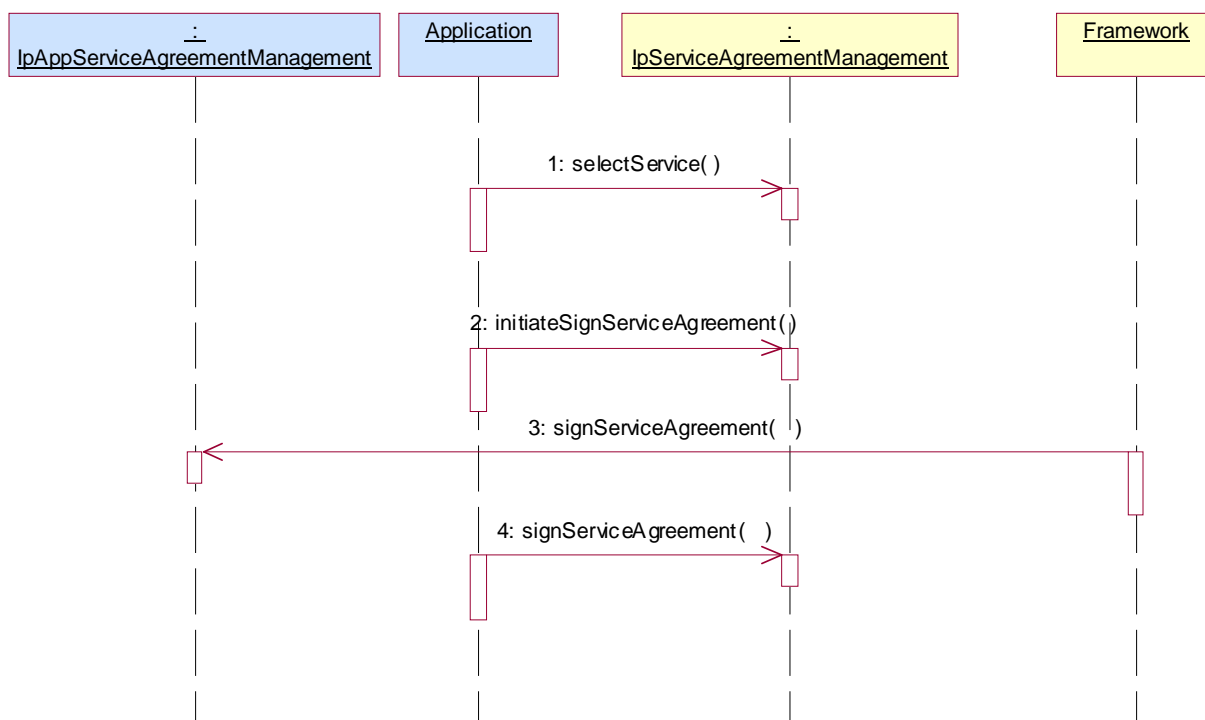 :
IpAppServiceAgreementManagement
Application
:
IpServiceAgreementManagement
Framework
1: selectService( )
2: initiateSignServiceAgreement( )
3: signServiceAgreement( )
4: signServiceAgreement( )